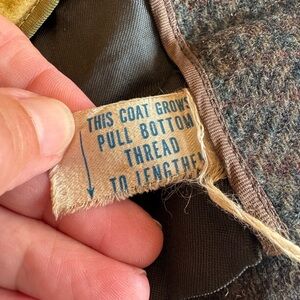 THIS COAT GROWS
PULL BOTTOM
THREAD
TO LENGTHEN